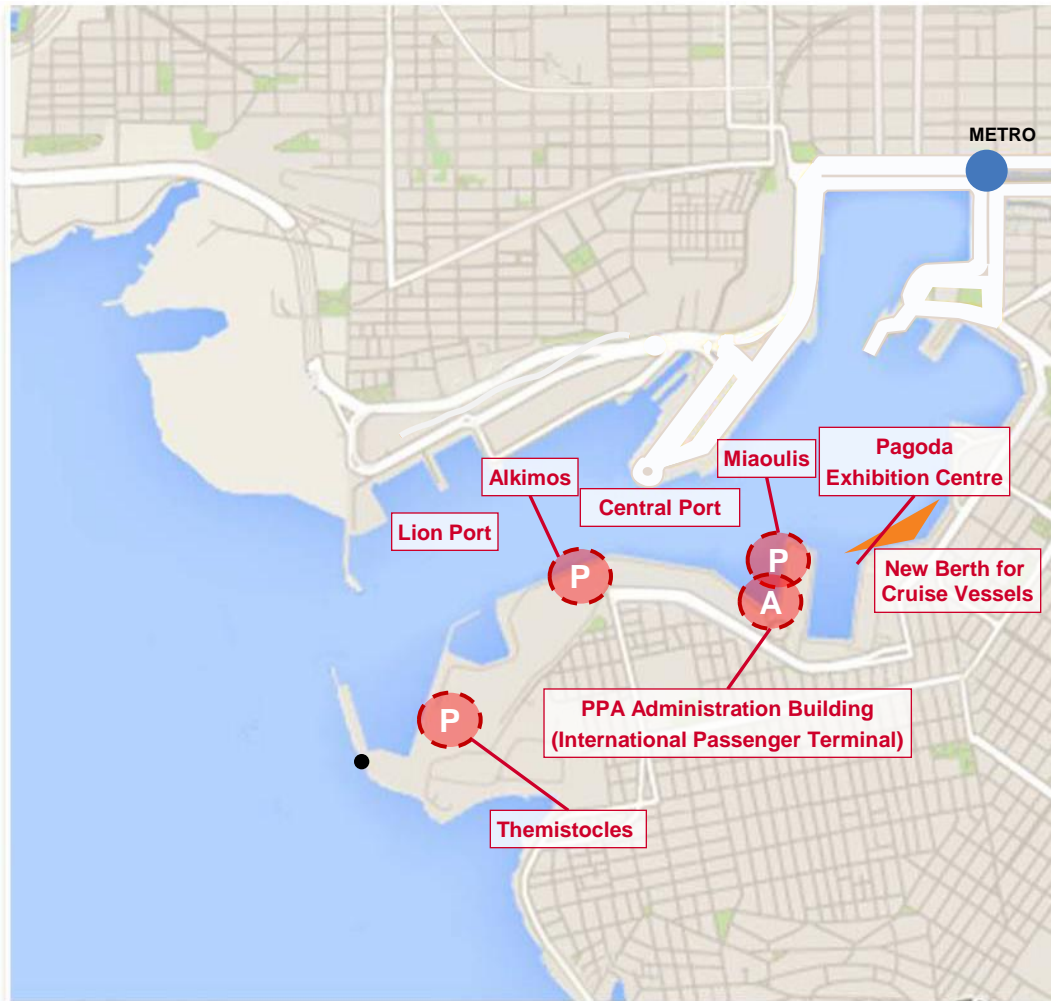 METRO
Pagoda
Exhibition Centre
Miaoulis
Alkimos
Central Port
Lion Port
P
P
New Berth for
Cruise Vessels
A
P
PPA Administration Building
(International Passenger Terminal)
Themistocles